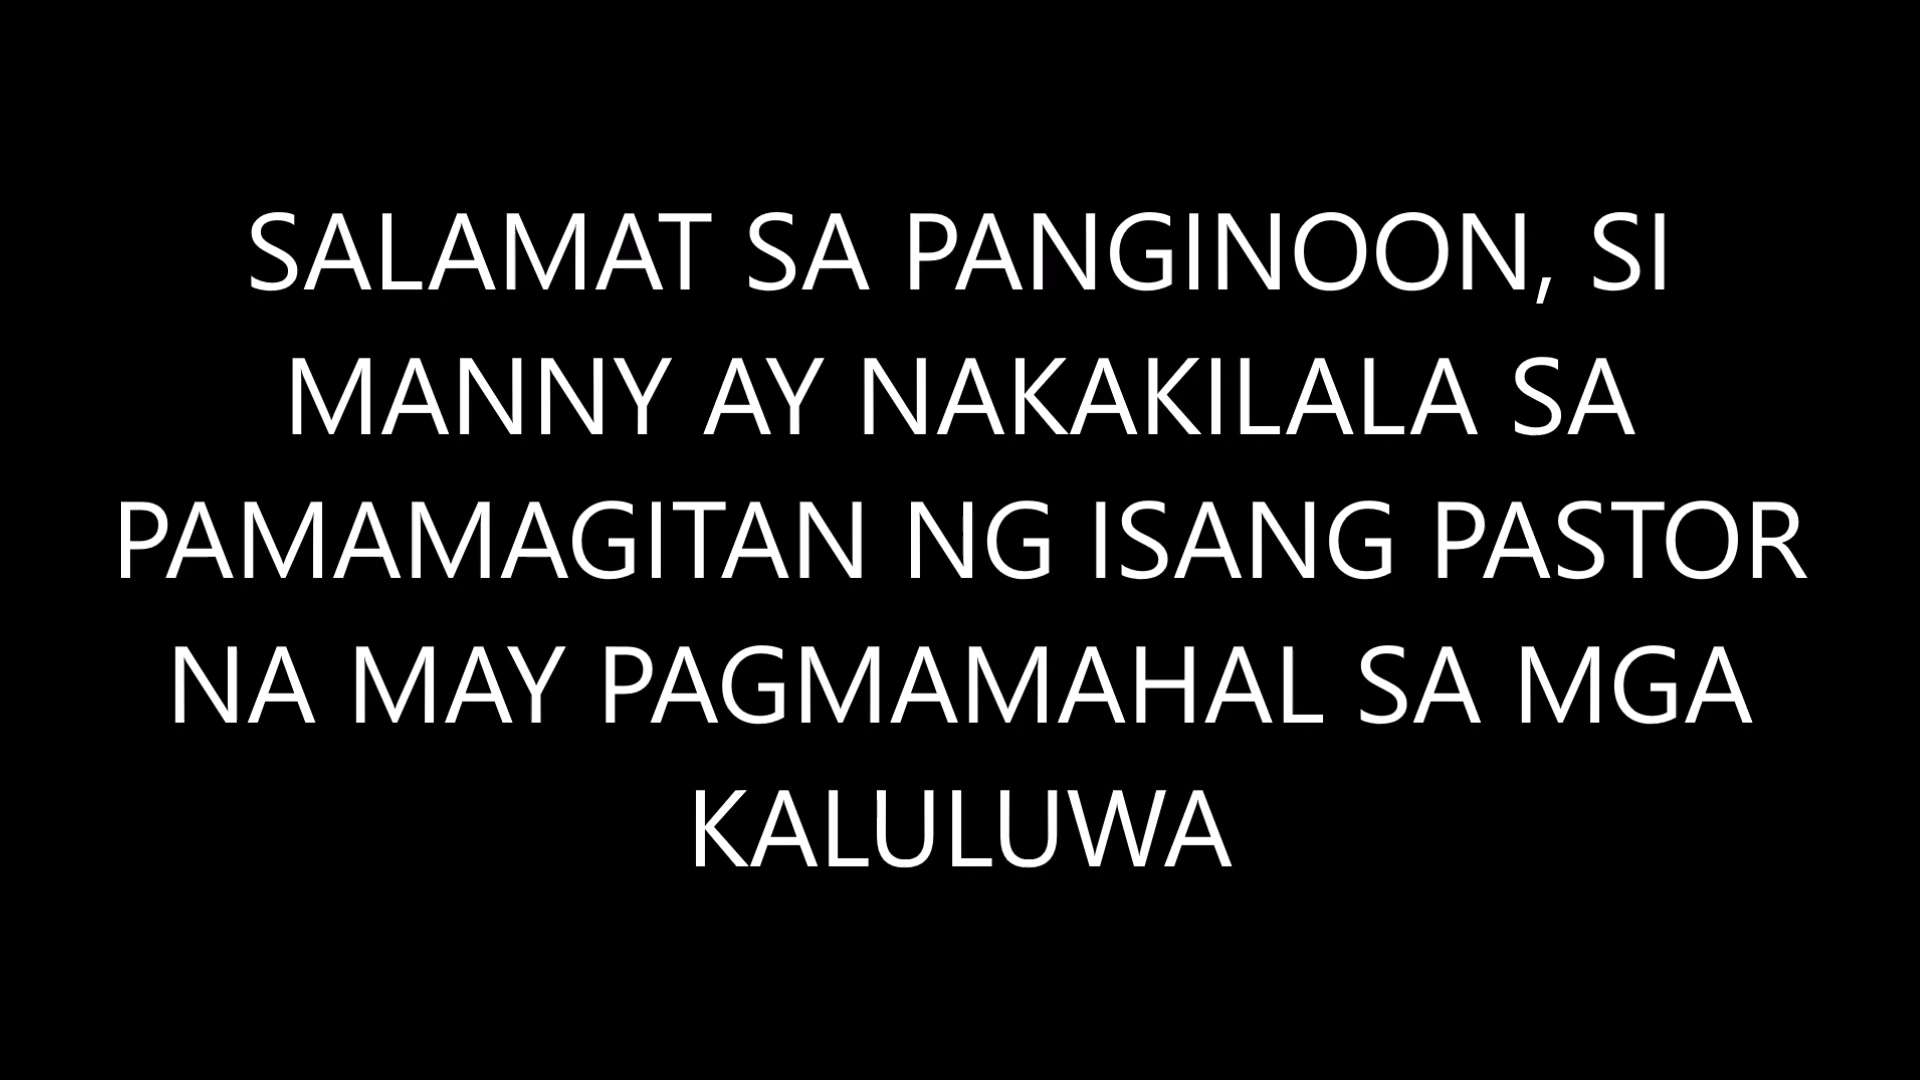 SALAMAT SA PANGINOON, SI
MANNY AY NAKAKILALA SA
PAMAMAGITAN NG ISANG PASTOR
NA MAY PAGMAMAHAL SA MGA
KALULUWA